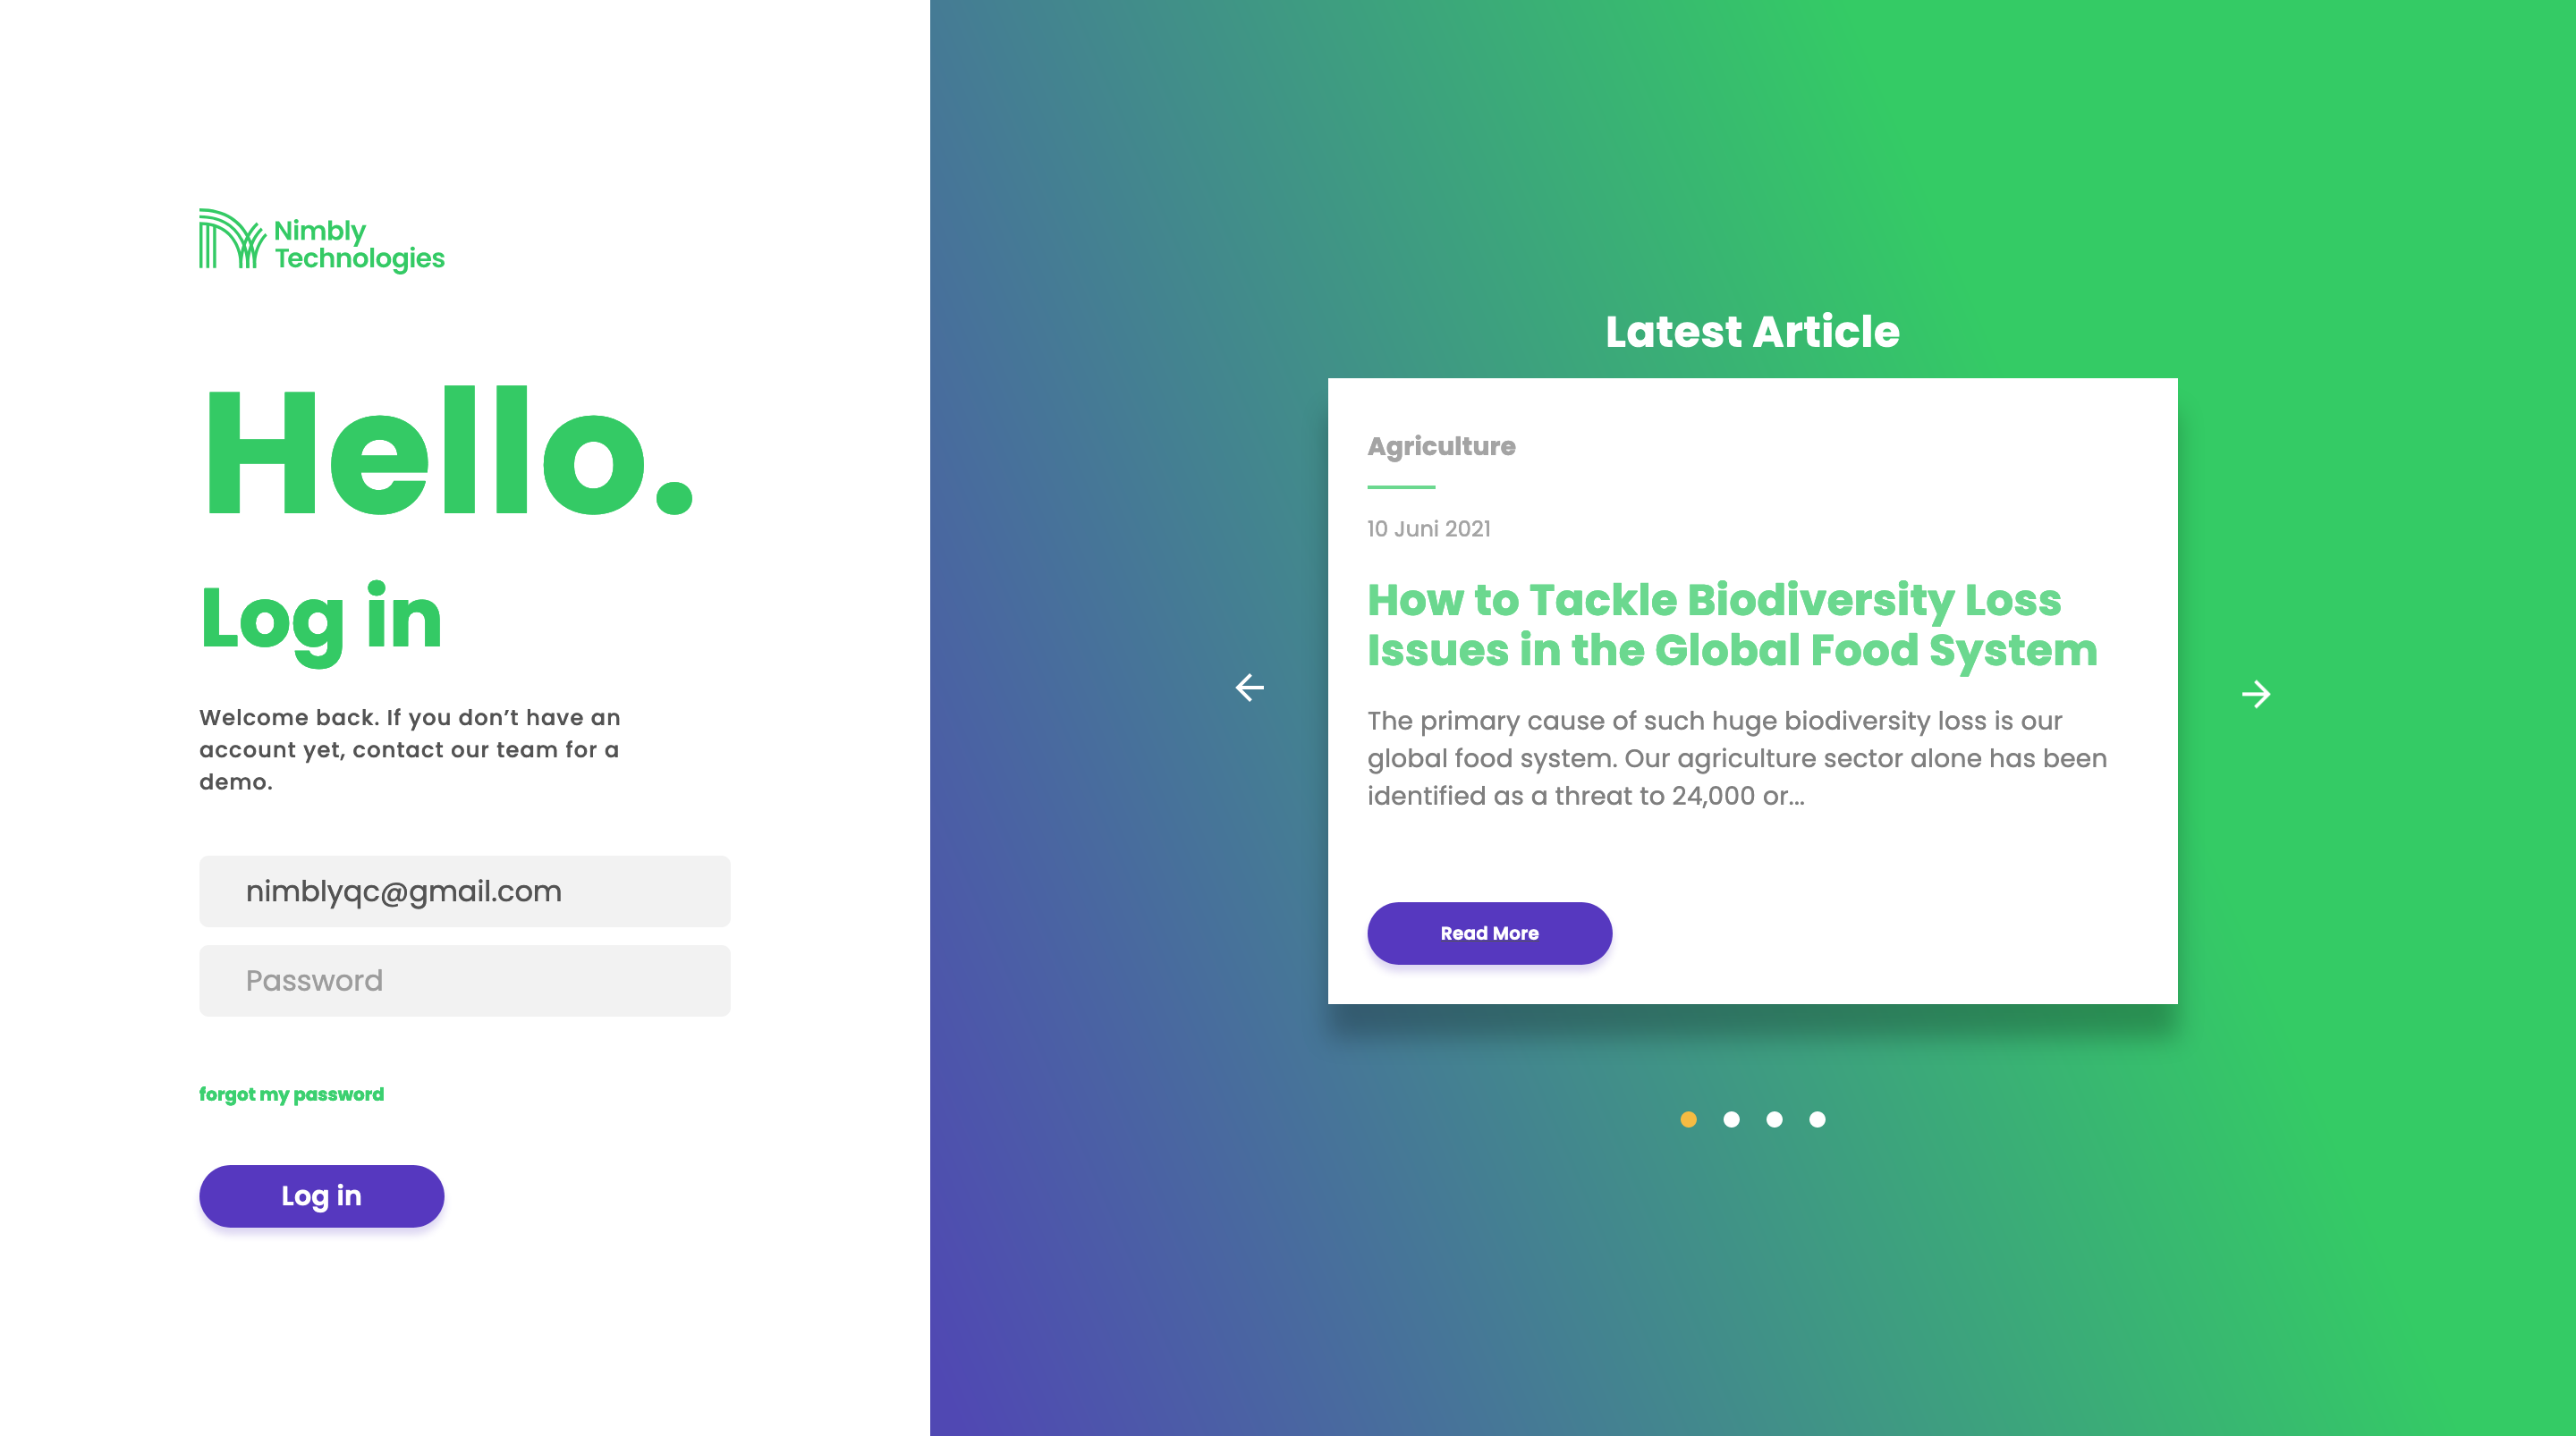 Nimbly
Technologies
Hello.
Log in
Welcome back. If you don’t have an
account yet, contact our team for a
demo.
nimblyqc@gmail.com
Password
forgot my password
Log in
Latest Article
Agriculture
10 Juni 2021
How to Tackle Biodiversity Loss
Issues in the Global Food System
The primary cause of such huge biodiversity loss is our
global food system. Our agriculture sector alone has been
identified as a threat to 24,000 or...
Read More